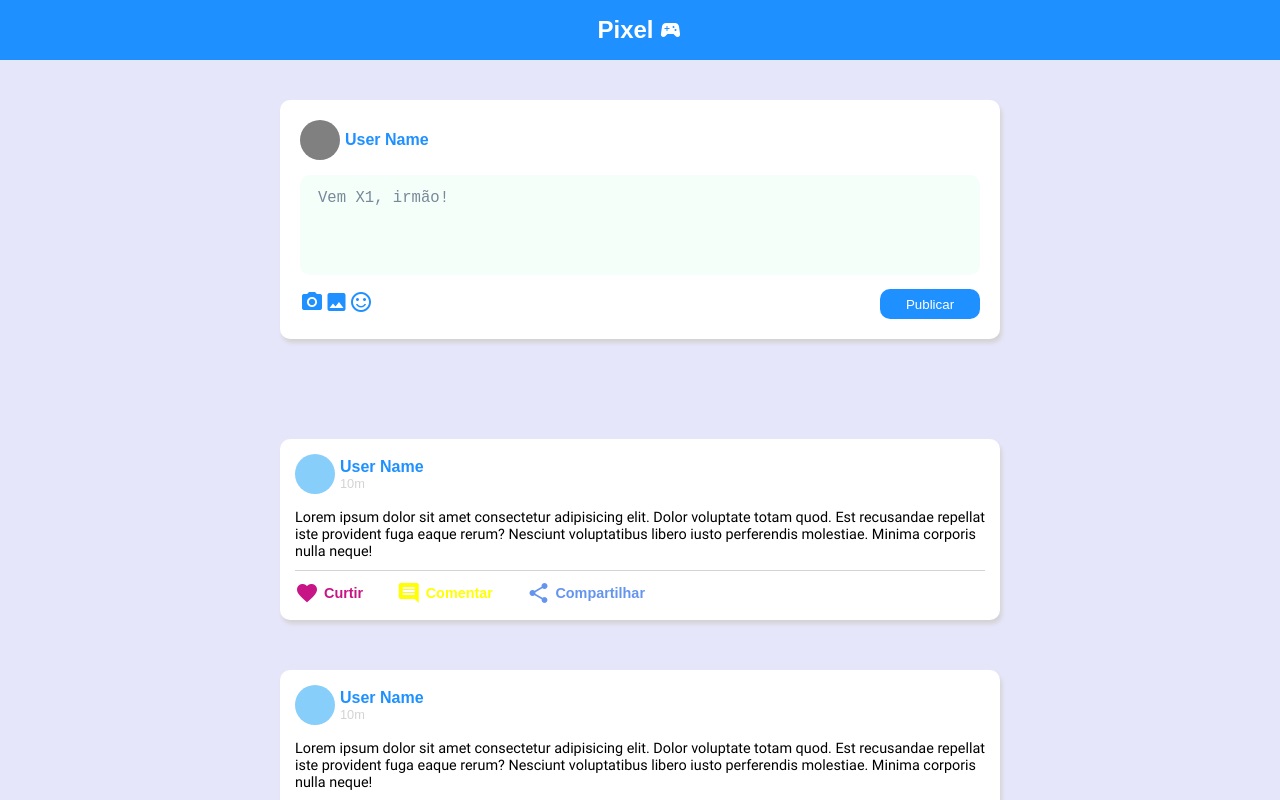 Pixel
User Name
Vem X1, irmão!
Publicar
User Name
10m
Lorem ipsum dolor sit amet consectetur adipisicing elit. Dolor voluptate totam quod. Est recusandae repellat
iste provident fuga eaque rerum? Nesciunt voluptatibus libero iusto perferendis molestiae. Minima corporis
nulla neque!
Curtir Comentar Compartilhar
User Name
10m
Lorem ipsum dolor sit amet consectetur adipisicing elit. Dolor voluptate totam quod. Est recusandae repellat
iste provident fuga eaque rerum? Nesciunt voluptatibus libero iusto perferendis molestiae. Minima corporis
nulla neque!